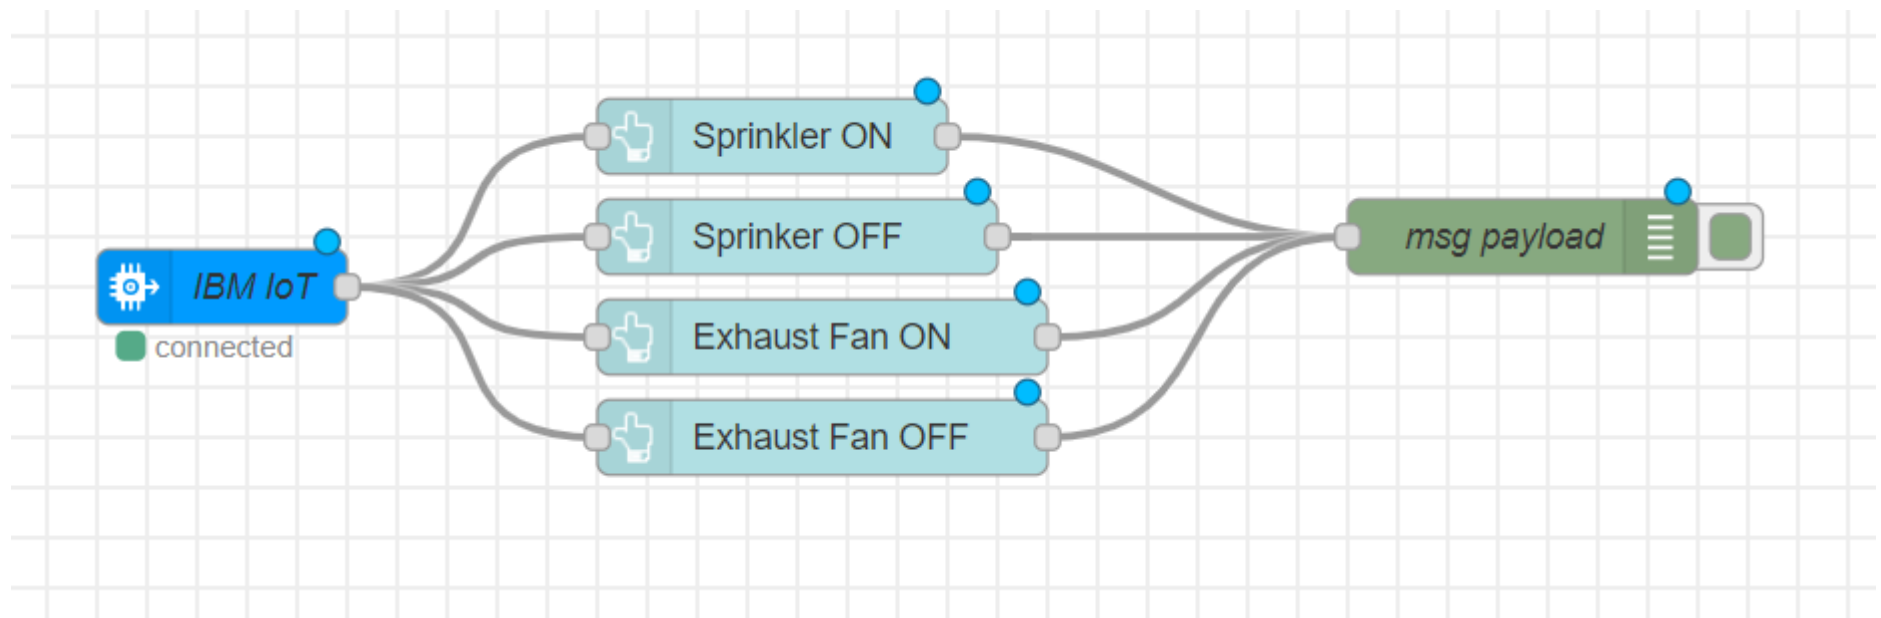 Sprinkler ON
Sprinker OFF
IBM IoT
connected
Exhaust Fan ON
Exhaust Fan OFF
msg payload